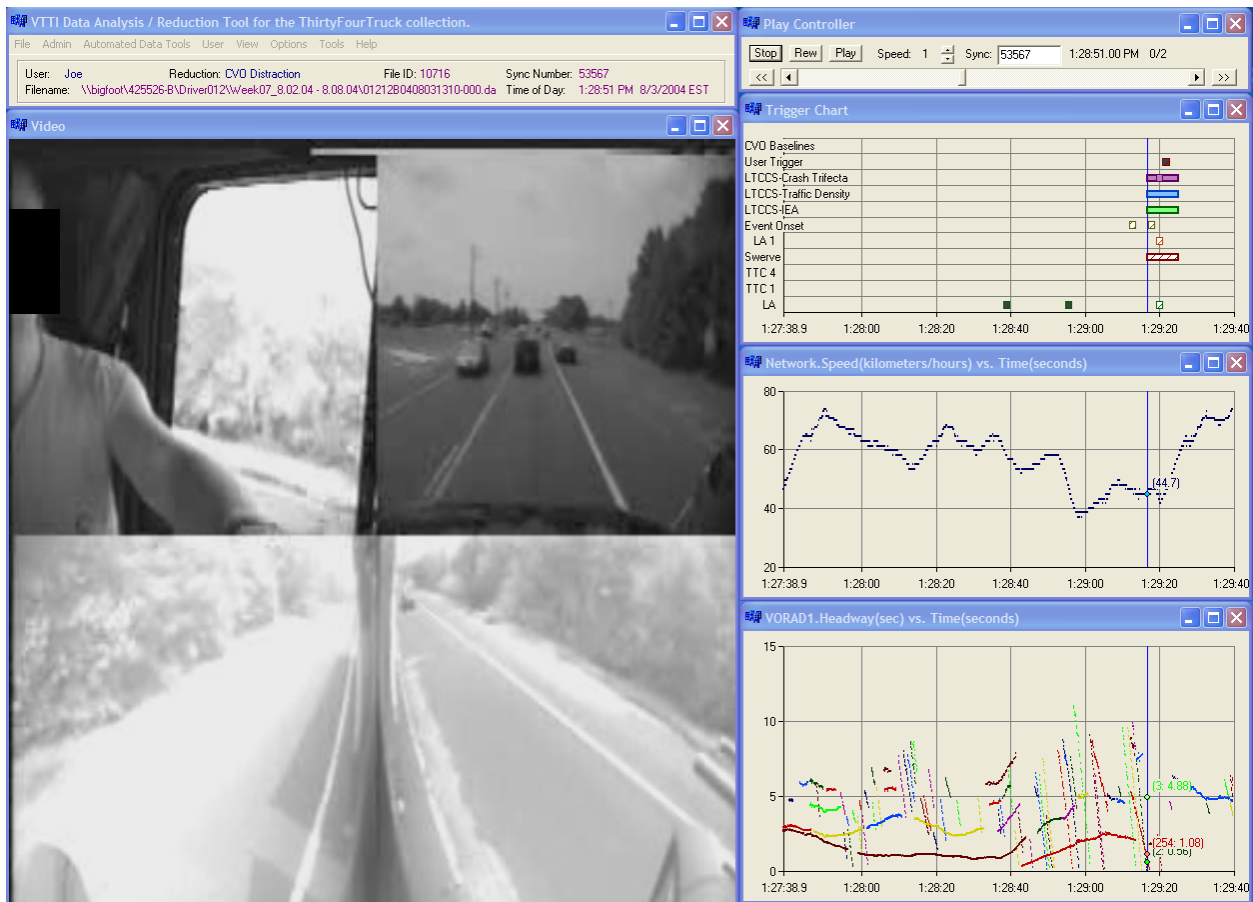 VTTI Data Analysis / Reduction Tool for the ThirtyFourTruck collection.
File Admin Automated Data Tools User View Options Tools Help
User: Joe Reduction: CVO Distraction File ID: 10716 Sync Number: 53567
Filename: \\bigfoot\425526-B\Driver012\Week07_8.02.04 - 8.08.04\01212B0408031310-000.da Time of Day: 1:28:51 PM 8/3/2004 EST
Video
Play Controller
Stop Rew Play Speed: 1 Sync: 53567 1:28:51.00 PM 0/2
<< >>
Trigger Chart
CVO Baselines
User Trigger
LTCCS-Crash Trifecta
LTCCS-Traffic Density
LTCCS-IEA
Event Onset
LA 1
Swerve
TTC 4
TTC 1
LA
1:27:38.9 1:28:00 1:28:20 1:28:40 1:29:00 1:29:20 1:29:40
Network.Speed(kilometers/hours) vs. Time(seconds)
80
60
(44.7)
40
20
1:27:38.9 1:28:00 1:28:20 1:28:40 1:29:00 1:29:20 1:29:40
VORAD1.Headway(sec) vs. Time(seconds)
15
10
5
(3: 4.88)
(254: 1.08)
(2: 0.56)
0
1:27:38.9 1:28:00 1:28:20 1:28:40 1:29:00 1:29:20 1:29:40